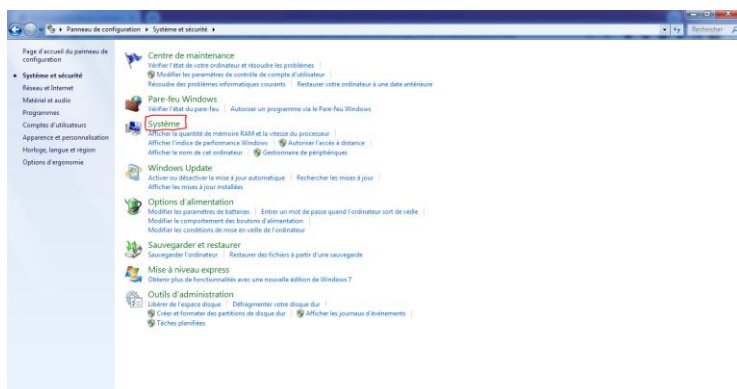 Panneau de configuration ▸ Système et sécurité ▸
Rechercher
Page d'accueil du panneau de
configuration
Système et sécurité
Réseau et Internet
Matériel et audio
Programmes
Comptes d'utilisateurs
Apparence et personnalisation
Horloge, langue et région
Options d'ergonomie
Centre de maintenance
Vérifier l'état de votre ordinateur et résoudre les problèmes
Modifier les paramètres de contrôle de compte d'utilisateur
Résoudre des problèmes informatiques courants
Restaurer votre ordinateur à une date antérieure
Pare-feu Windows
Vérifier l'état du pare-feu
Autoriser un programme via le Pare-feu Windows
Système
Afficher la quantité de mémoire RAM et la vitesse du processeur
Afficher l'indice de performance Windows
Autoriser l'accès à distance
Afficher le nom de cet ordinateur
Gestionnaire de périphériques
Windows Update
Activer ou désactiver la mise à jour automatique
Rechercher les mises à jour
Afficher les mises à jour installées
Options d'alimentation
Modifier les paramètres de batteries
Entrer un mot de passe quand l'ordinateur sort de veille
Modifier le comportement des boutons d'alimentation
Modifier les conditions de mise en veille de l'ordinateur
Sauvegarder et restaurer
Sauvegarder l'ordinateur
Restaurer des fichiers à partir d'une sauvegarde
Mise à niveau express
Obtenir plus de fonctionnalités avec une nouvelle édition de Windows 7
Outils d'administration
Libérer de l'espace disque
Défragmenter votre disque dur
Créer et formater des partitions de disque dur
Afficher les journaux d'événements
Tâches planifiées